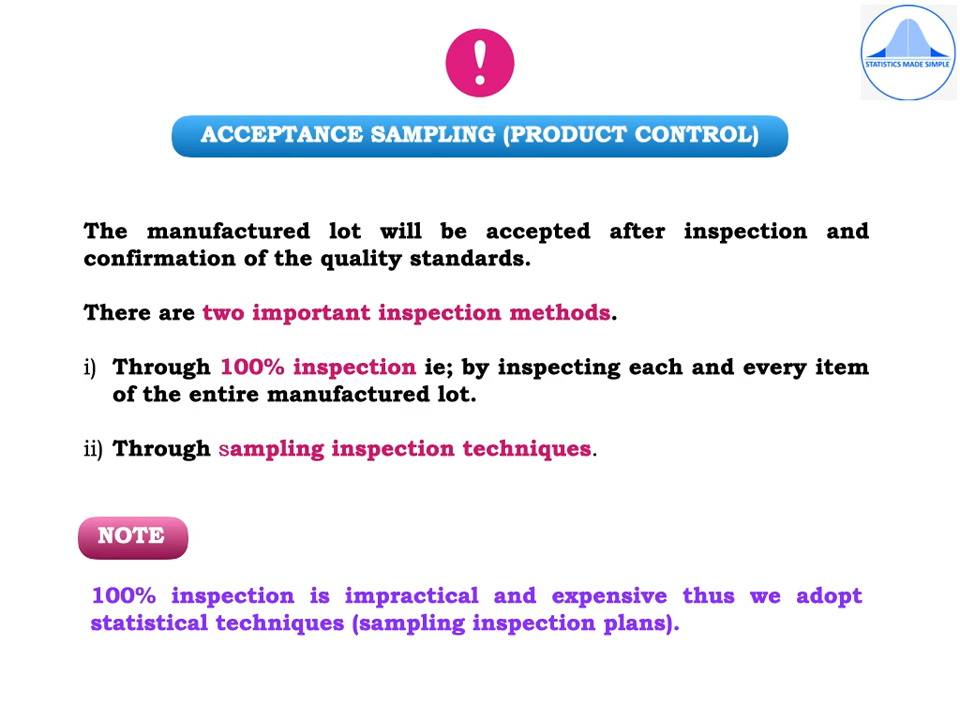 STATISTICS MADE SIMPLE
!
ACCEPTANCE SAMPLING (PRODUCT CONTROL)
The manufactured lot will be accepted after inspection and
confirmation of the quality standards.
There are two important inspection methods.
i) Through 100% inspection ie; by inspecting each and every item
of the entire manufactured lot.
ii) Through sampling inspection techniques.
NOTE
100% inspection is impractical and expensive thus we adopt
statistical techniques (sampling inspection plans).